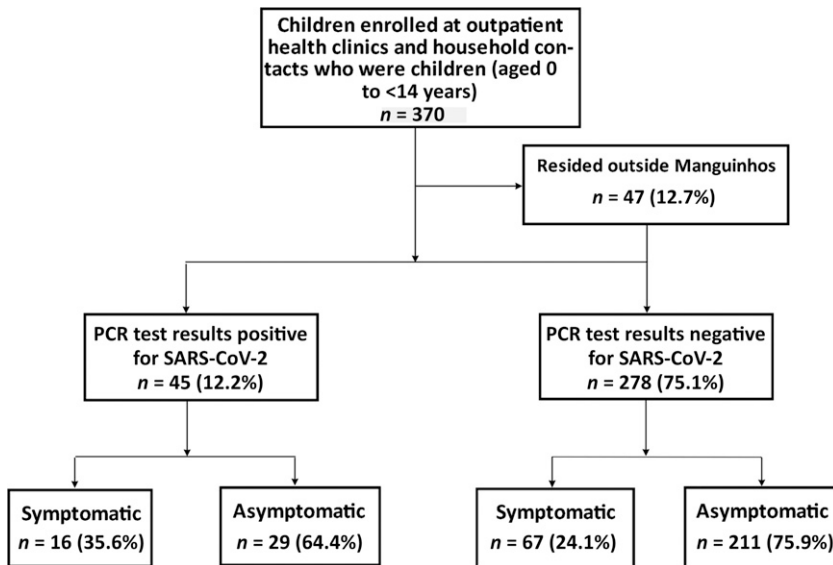 Children enrolled at outpatient
health clinics and household con-
tacts who were children (aged 0
to <14 years)
n = 370
Resided outside Manguinhos
n = 47 (12.7%)
PCR test results positive
for SARS-CoV-2
n = 45 (12.2%)
PCR test results negative
for SARS-CoV-2
n = 278 (75.1%)
Symptomatic
n = 16 (35.6%)
Asymptomatic
n = 29 (64.4%)
Symptomatic
n = 67 (24.1%)
Asymptomatic
n = 211 (75.9%)